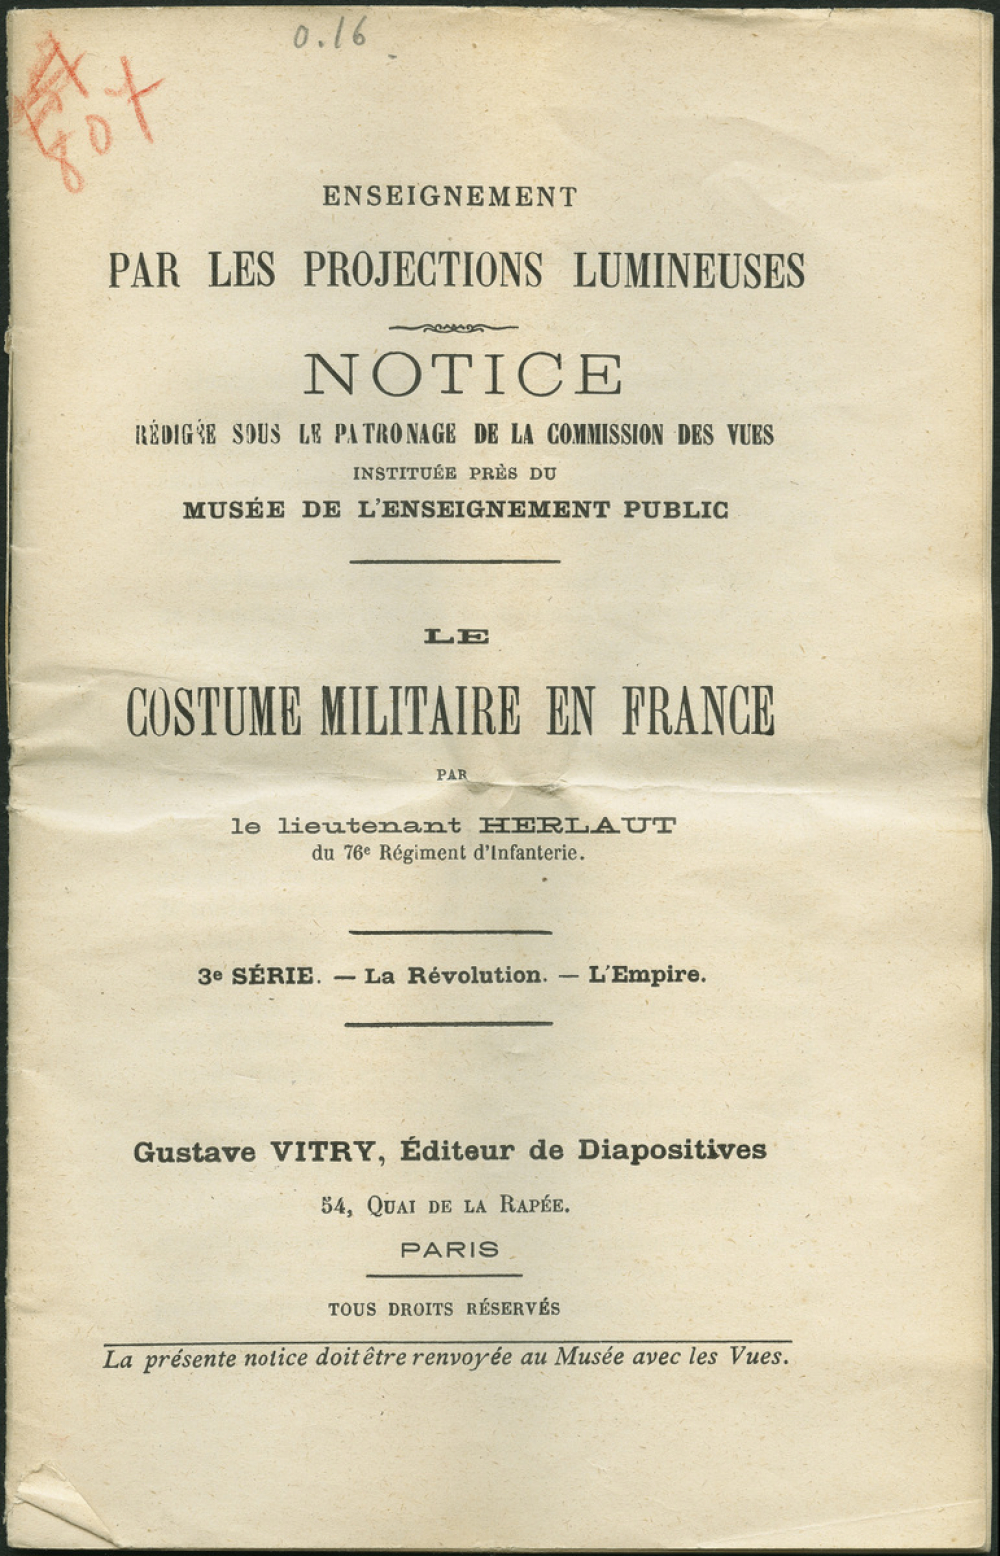 0.16
807
ENSEIGNEMENT
PAR LES PROJECTIONS LUMINEUSES
NOTICE
RÉDIGÉE SOUS LE PATRONAGE DE LA COMMISSION DES VUES
INSTITUÉE PRÈS DU
MUSÉE DE L'ENSEIGNEMENT PUBLIC
LE
COSTUME MILITAIRE EN FRANCE
PAR
le lieutenant HERLAUT
du 76e Régiment d'Infanterie.
3e SÉRIE. — La Révolution. — L'Empire.
Gustave VITRY, Éditeur de Diapositives
54, QUAI DE LA RAPÉE.
PARIS
TOUS DROITS RÉSERVÉS
La présente notice doit être renvoyée au Musée avec les Vues.